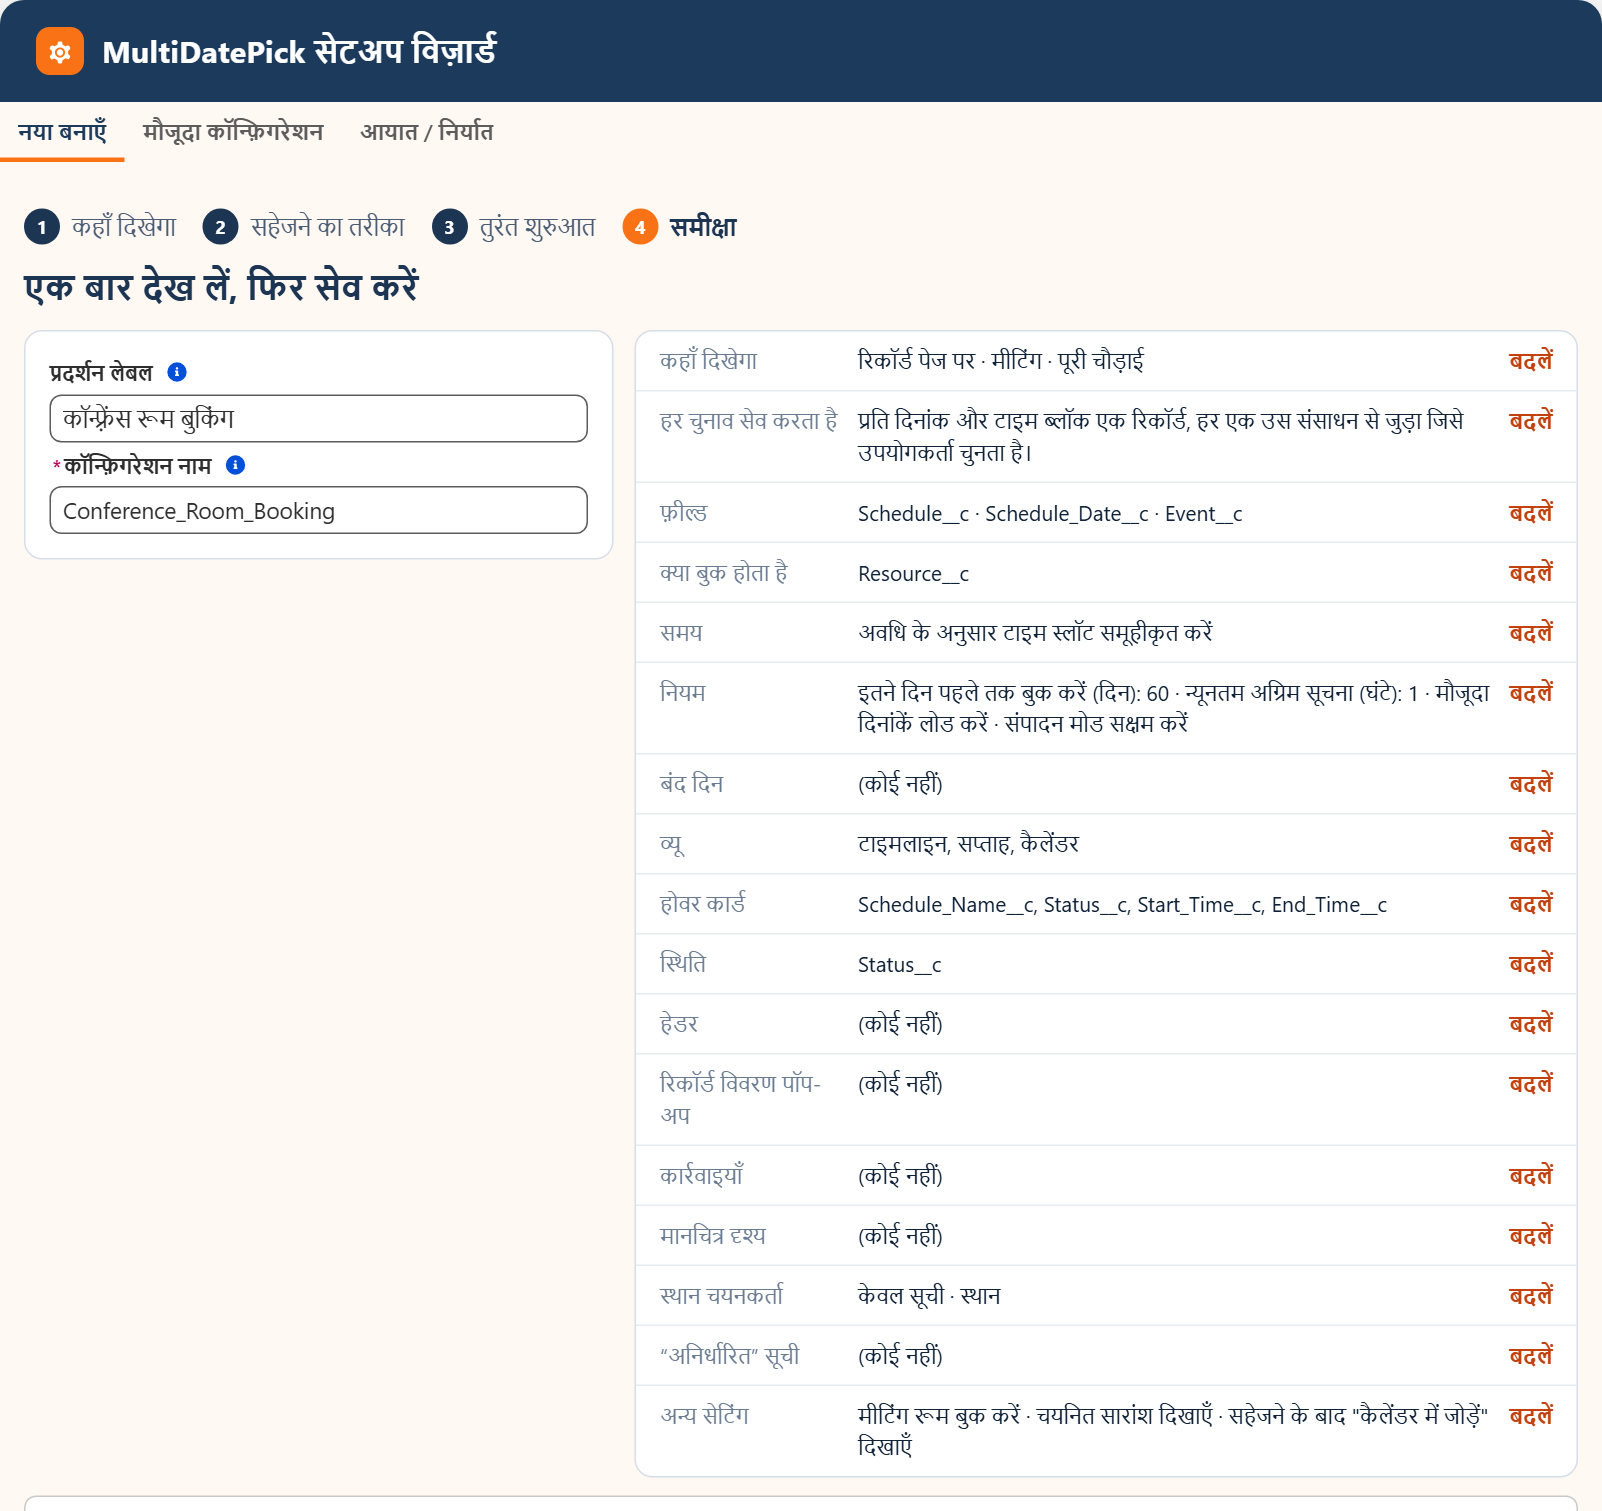 MultiDatePick सेटअप विज़ार्ड
नया बनाएँ
मौजूदा कॉन्फ़िगरेशन
आयात / निर्यात
1 कहाँ दिखेगा
2 सहेजने का तरीका
3 तुरंत शुरुआत
4 समीक्षा
एक बार देख लें, फिर सेव करें
प्रदर्शन लेबल
कॉन्फ़्रेंस रूम बुकिंग
*कॉन्फ़िगरेशन नाम
Conference_Room_Booking
कहाँ दिखेगा
रिकॉर्ड पेज पर · मीटिंग · पूरी चौड़ाई
बदलें
हर चुनाव सेव करता है
प्रति दिनांक और टाइम ब्लॉक एक रिकॉर्ड, हर एक उस संसाधन से जुड़ा जिसे
उपयोगकर्ता चुनता है।
बदलें
फ़ील्ड
Schedule__c · Schedule_Date__c · Event__c
बदलें
क्या बुक होता है
Resource__c
बदलें
समय
अवधि के अनुसार टाइम स्लॉट समूहीकृत करें
बदलें
नियम
इतने दिन पहले तक बुक करें (दिन): 60 · न्यूनतम अग्रिम सूचना (घंटे): 1 · मौजूदा
दिनांकें लोड करें · संपादन मोड सक्षम करें
बदलें
बंद दिन
(कोई नहीं)
बदलें
व्यू
टाइमलाइन, सप्ताह, कैलेंडर
बदलें
होवर कार्ड
Schedule_Name__c, Status__c, Start_Time__c, End_Time__c
बदलें
स्थिति
Status__c
बदलें
हेडर
(कोई नहीं)
बदलें
रिकॉर्ड विवरण पॉप-
अप
(कोई नहीं)
बदलें
कार्रवाइयाँ
(कोई नहीं)
बदलें
मानचित्र दृश्य
(कोई नहीं)
बदलें
स्थान चयनकर्ता
केवल सूची · स्थान
बदलें
“अनिर्धारित” सूची
(कोई नहीं)
बदलें
अन्य सेटिंग
मीटिंग रूम बुक करें · चयनित सारांश दिखाएँ · सहेजने के बाद "कैलेंडर में जोड़ें"
दिखाएँ
बदलें